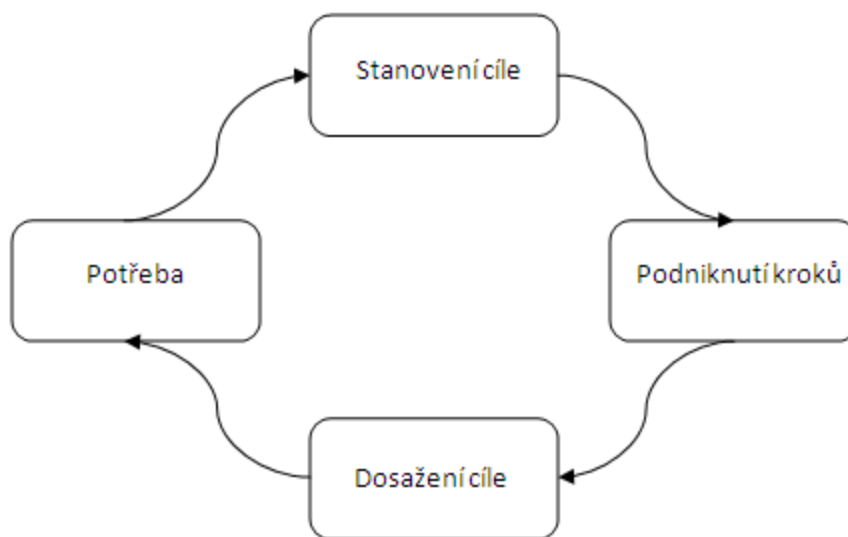 Stanovení cíle
Potřeba
Podniknutí kroků
Dosažení cíle